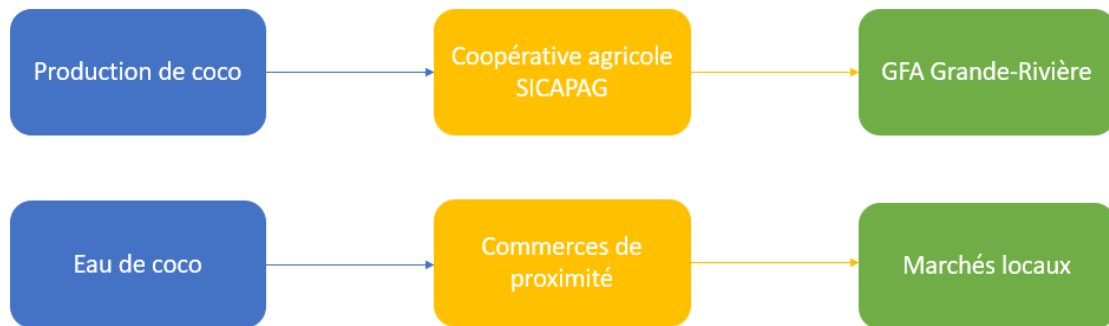 Production de coco
Coopérative agricole
SICAPAG
GFA Grande-Rivière
Eau de coco
Commerces de
proximité
Marchés locaux